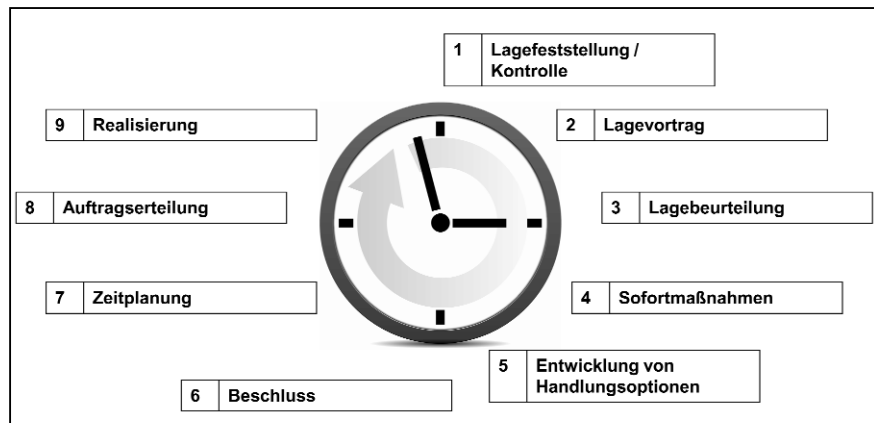 1 Lagefeststellung /
Kontrolle
2 Lagevortrag
3 Lagebeurteilung
4 Sofortmaßnahmen
5 Entwicklung von
Handlungsoptionen
6 Beschluss
7 Zeitplanung
8 Auftragserteilung
9 Realisierung